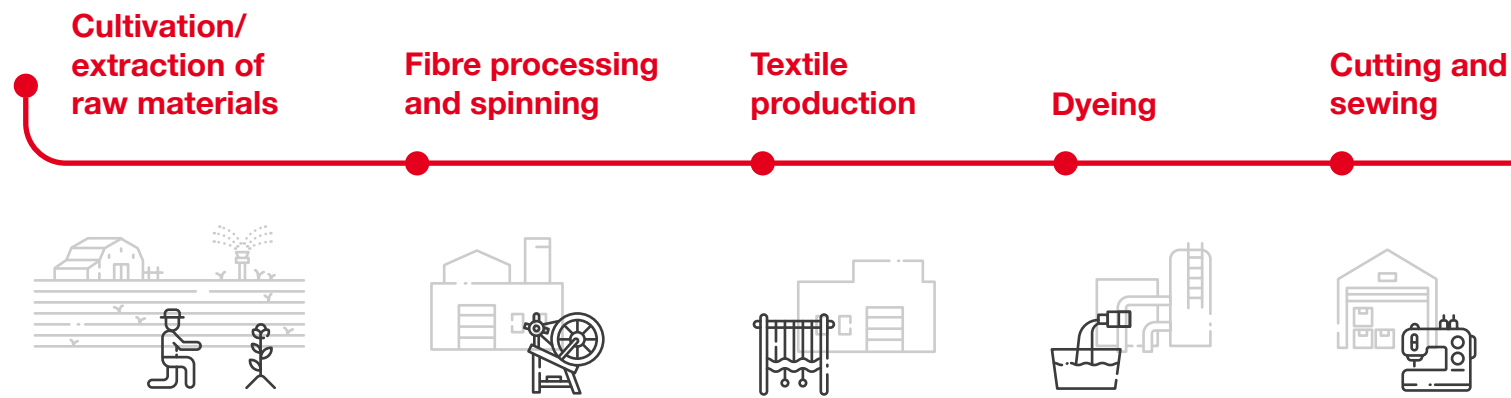 Cultivation/
extraction of
raw materials
Fibre processing
and spinning
Textile
production
Dyeing
Cutting and
sewing